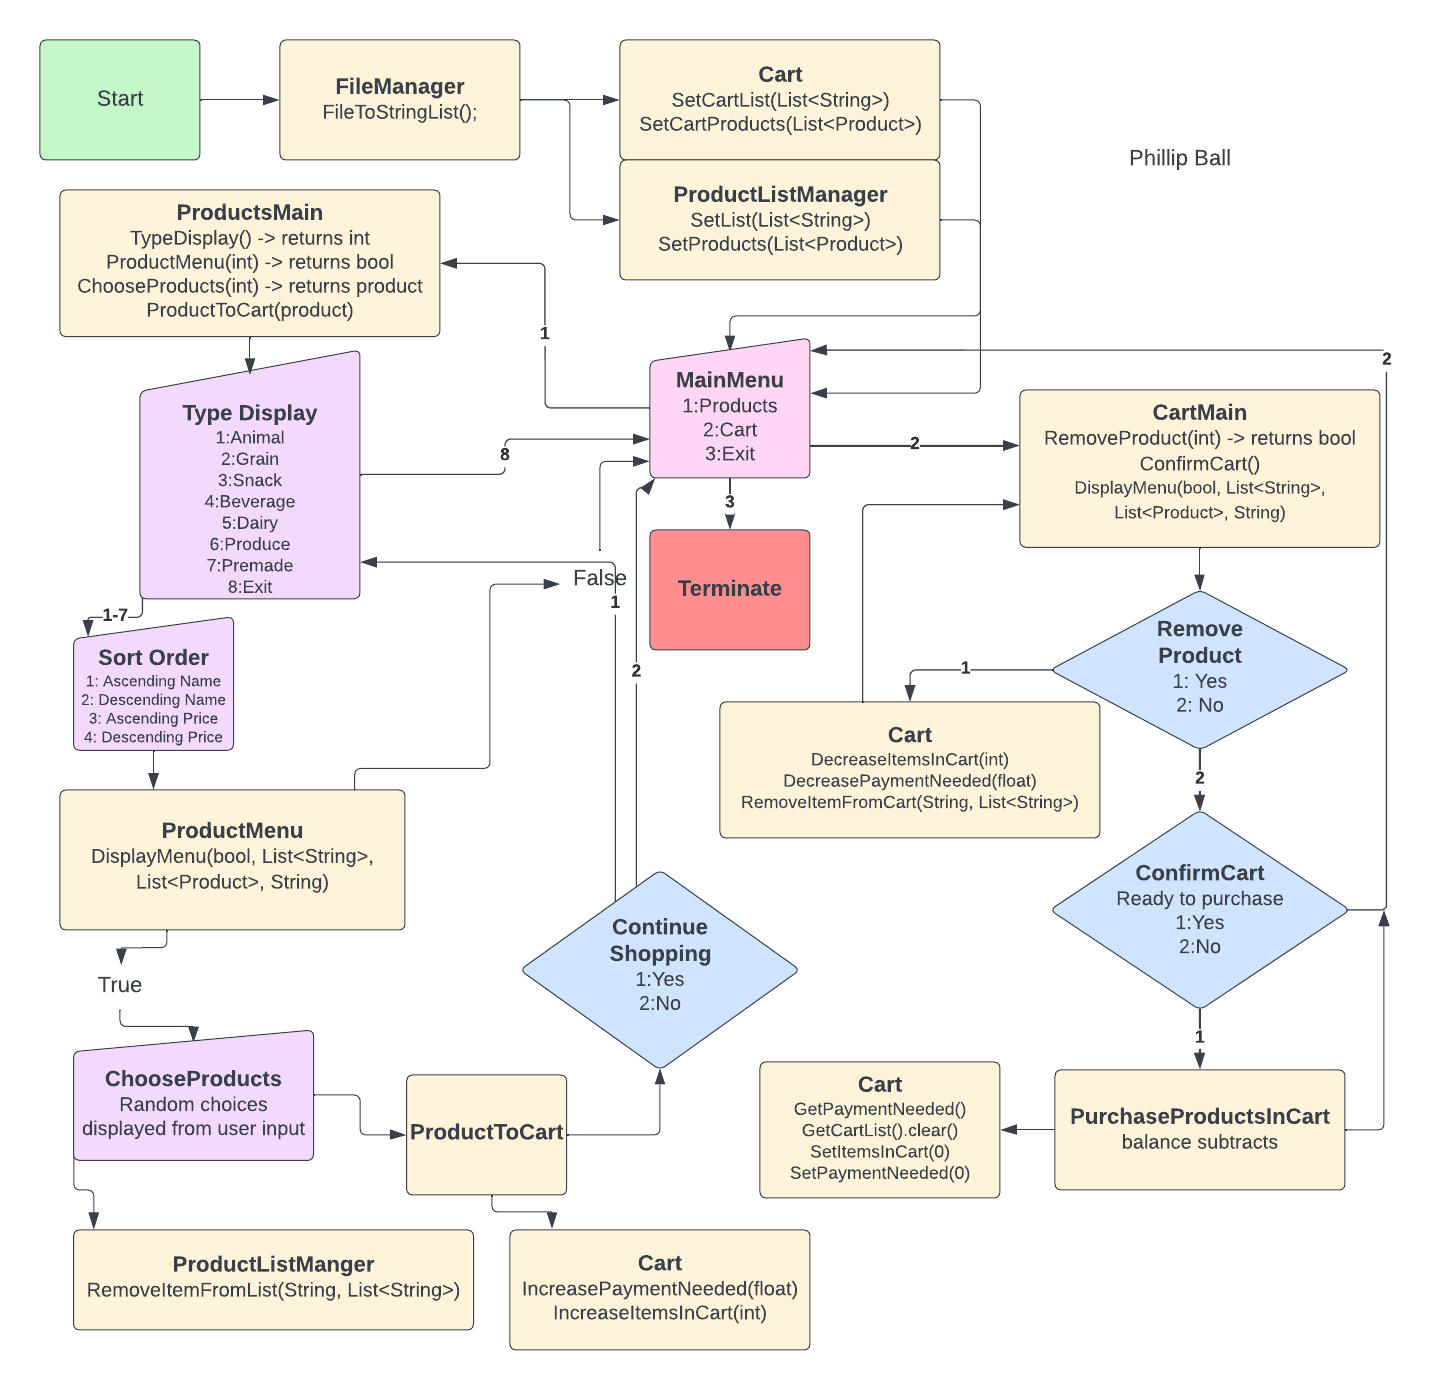 Start
FileManager
FileToStringList();
Cart
SetCartList(List<String>)
SetCartProducts(List<Product>)
Phillip Ball
ProductListManager
SetList(List<String>)
SetProducts(List<Product>)
ProductsMain
TypeDisplay() -> returns int
ProductMenu(int) -> returns bool
ChooseProducts(int) -> returns product
ProductToCart(product)
1
MainMenu
1:Products
2:Cart
3:Exit
2
2
CartMain
RemoveProduct(int) -> returns bool
ConfirmCart()
DisplayMenu(bool, List<String>,
List<Product>, String)
Type Display
1:Animal
2:Grain
3:Snack
4:Beverage
5:Dairy
6:Produce
7:Premade
8:Exit
8
3
Terminate
False
1
2
1-7
Sort Order
1: Ascending Name
2: Descending Name
3: Ascending Price
4: Descending Price
Remove
Product
1: Yes
2: No
1
2
Cart
DecreaseItemsInCart(int)
DecreasePaymentNeeded(float)
RemoveItemFromCart(String, List<String>)
ProductMenu
DisplayMenu(bool, List<String>,
List<Product>, String)
ConfirmCart
Ready to purchase
1:Yes
2:No
1
Continue
Shopping
1:Yes
2:No
True
ChooseProducts
Random choices
displayed from user input
ProductToCart
Cart
GetPaymentNeeded()
GetCartList().clear()
SetItemsInCart(0)
SetPaymentNeeded(0)
PurchaseProductsInCart
balance subtracts
ProductListManger
RemoveItemFromList(String, List<String>)
Cart
IncreasePaymentNeeded(float)
IncreaseItemsInCart(int)